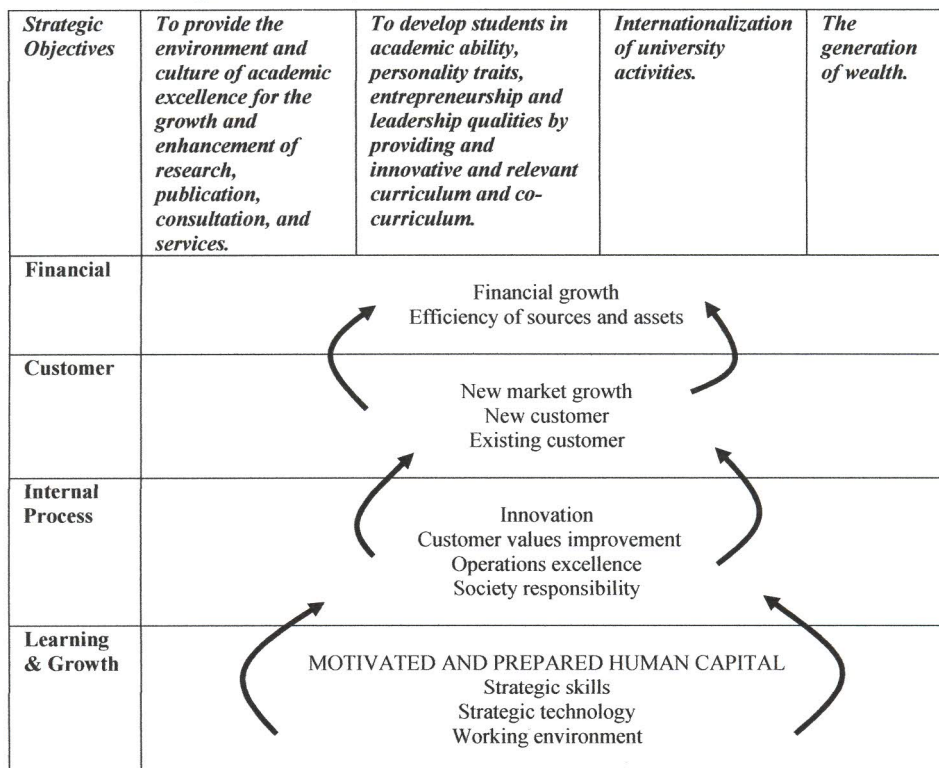 Strategic
Objectives
To provide the
environment and
culture of academic
excellence for the
growth and
enhancement of
research,
publication,
consultation, and
services.
To develop students in
academic ability,
personality traits,
entrepreneurship and
leadership qualities by
providing and
innovative and relevant
curriculum and co-
curriculum.
Internationalization
of university
activities.
The
generation
of wealth.
Financial
Financial growth
Efficiency of sources and assets
Customer
New market growth
New customer
Existing customer
Internal
Process
Innovation
Customer values improvement
Operations excellence
Society responsibility
Learning
& Growth
MOTIVATED AND PREPARED HUMAN CAPITAL
Strategic skills
Strategic technology
Working environment